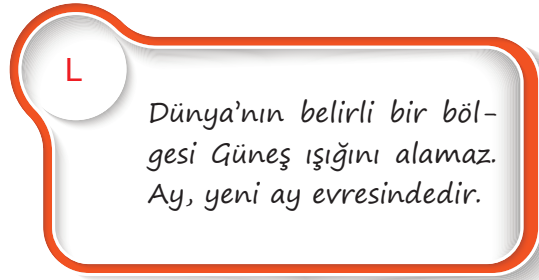 L
Dünya’nın belirli bir böl-
gesi Güneş ışığını alamaz.
Ay, yeni ay evresindedir.